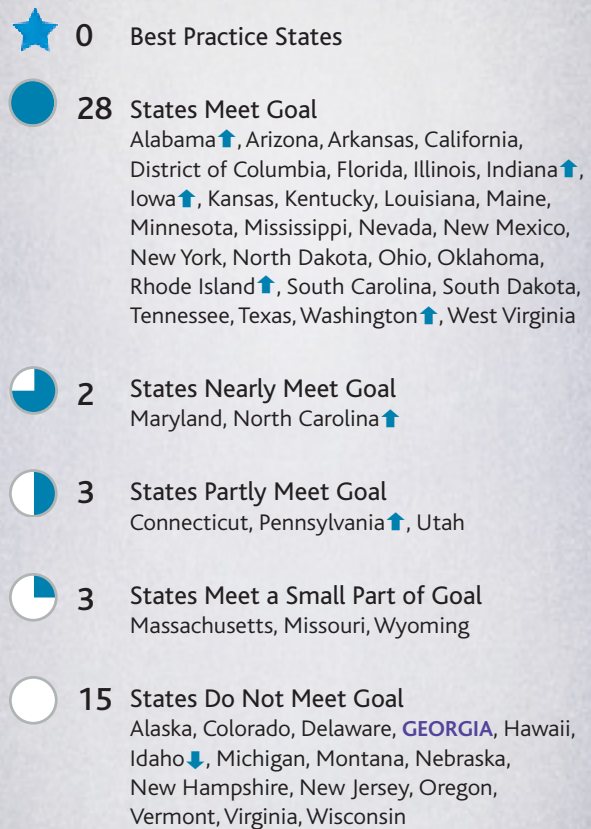 0 Best Practice States
28 States Meet Goal
Alabama⬆, Arizona, Arkansas, California,
District of Columbia, Florida, Illinois, Indiana⬆,
Iowa⬆, Kansas, Kentucky, Louisiana, Maine,
Minnesota, Mississippi, Nevada, New Mexico,
New York, North Dakota, Ohio, Oklahoma,
Rhode Island⬆, South Carolina, South Dakota,
Tennessee, Texas, Washington⬆, West Virginia
2 States Nearly Meet Goal
Maryland, North Carolina⬆
3 States Partly Meet Goal
Connecticut, Pennsylvania⬆, Utah
3 States Meet a Small Part of Goal
Massachusetts, Missouri, Wyoming
15 States Do Not Meet Goal
Alaska, Colorado, Delaware, GEORGIA, Hawaii,
Idaho⬇, Michigan, Montana, Nebraska,
New Hampshire, New Jersey, Oregon,
Vermont, Virginia, Wisconsin